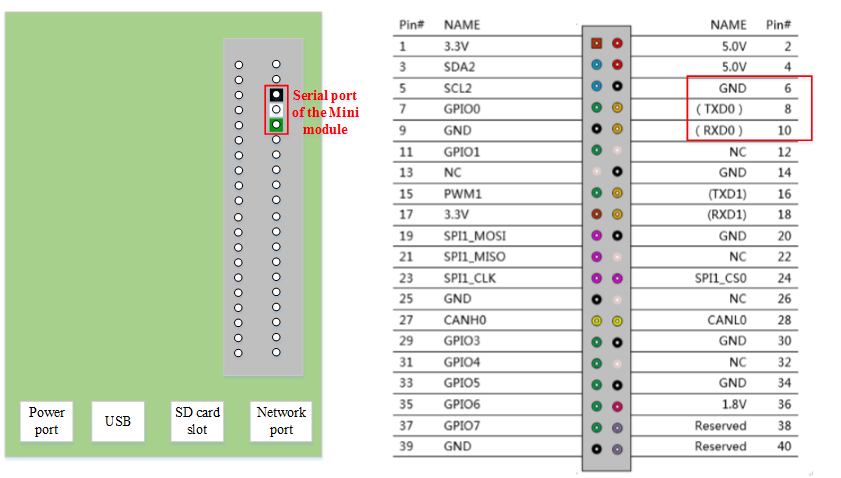 Serial port
of the Mini
module
Power
port
USB
SD card
slot
Network
port
Pin# NAME NAME Pin#
1 3.3V 5.0V 2
3 SDA2 5.0V 4
5 SCL2 GND 6
7 GPIO0 ( TXD0 ) 8
9 GND ( RXD0 ) 10
11 GPIO1 NC 12
13 NC GND 14
15 PWM1 (TXD1) 16
17 3.3V (RXD1) 18
19 SPI1_MOSI GND 20
21 SPI1_MISO NC 22
23 SPI1_CLK SPI1_CS0 24
25 GND NC 26
27 CANH0 CANL0 28
29 GPIO3 GND 30
31 GPIO4 NC 32
33 GPIO5 GND 34
35 GPIO6 1.8V 36
37 GPIO7 Reserved 38
39 GND Reserved 40